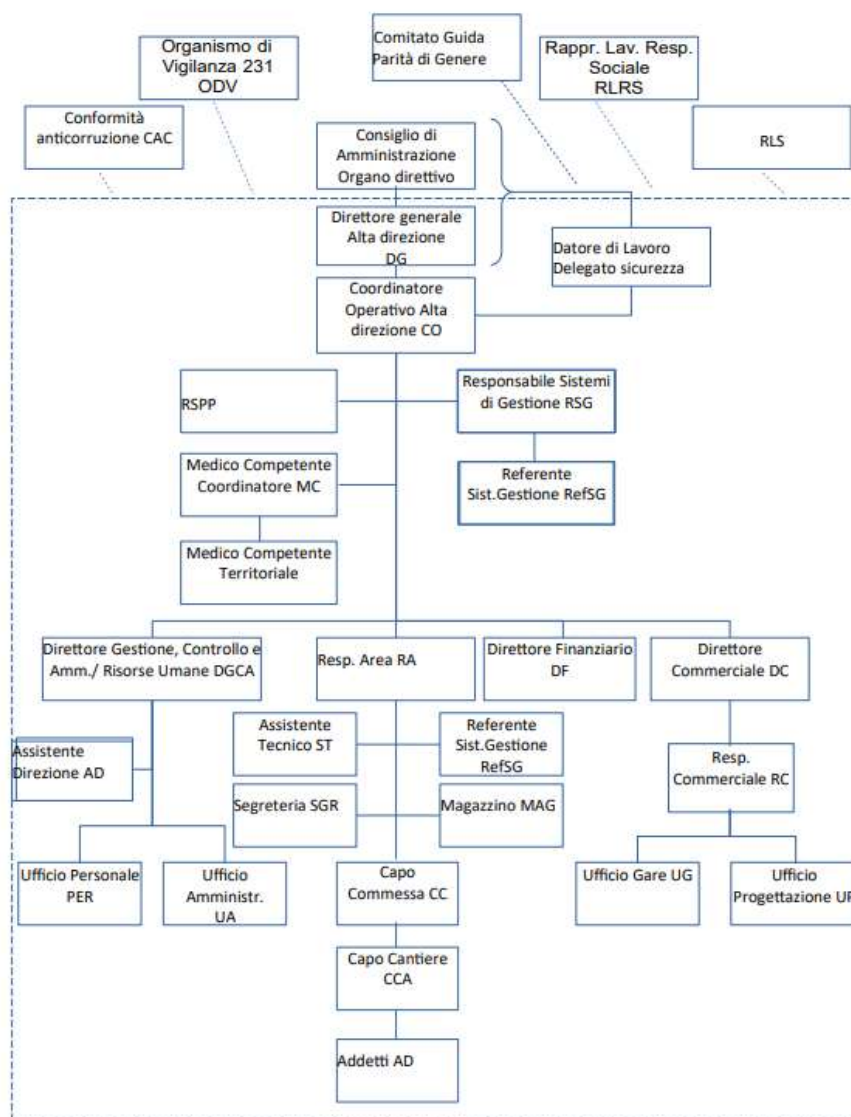 Organismo di
Vigilanza 231
ODV
Comitato Guida
Parità di Genere
Rappr. Lav. Resp.
Sociale
RLRS
Conformità
anticorruzione CAC
RLS
Consiglio di
Amministrazione
Organo direttivo
Direttore generale
Alta direzione
DG
Datore di Lavoro
Delegato sicurezza
Coordinatore
Operativo Alta
direzione CO
RSPP
Responsabile Sistemi
di Gestione RSG
Medico Competente
Coordinatore MC
Referente
Sist.Gestione RefSG
Medico Competente
Territoriale
Direttore Gestione, Controllo e
Amm./ Risorse Umane DGCA
Resp. Area RA
Direttore Finanziario
DF
Direttore
Commerciale DC
Assistente
Direzione AD
Assistente
Tecnico ST
Referente
Sist.Gestione
RefSG
Resp.
Commerciale RC
Segreteria SGR
Magazzino MAG
Ufficio Personale
PER
Ufficio
Amministr.
UA
Capo
Commessa CC
Ufficio Gare UG
Ufficio
Progettazione UP
Capo Cantiere
CCA
Addetti AD